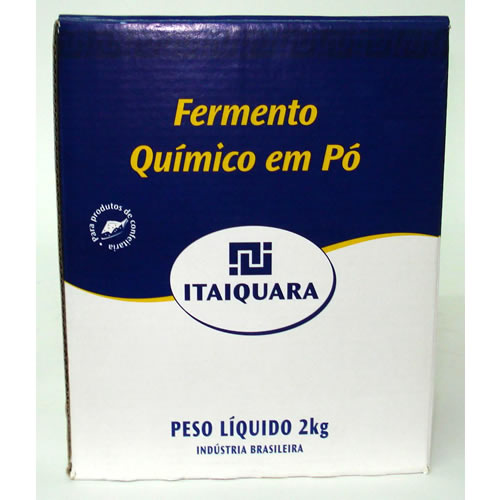 Fermento
Químico em Pó
Para produtos de confeitaria •
ITAIQUARA
PESO LÍQUIDO 2kg
INDÚSTRIA BRASILEIRA